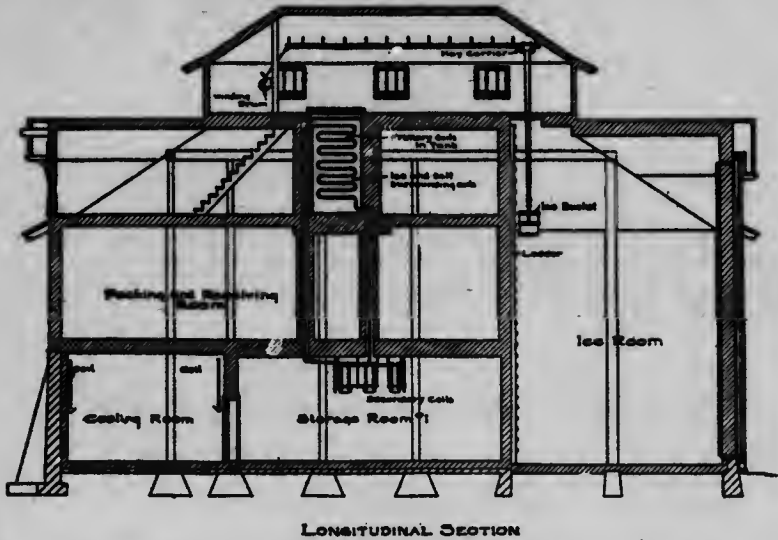 Hay Carrier
Winding
Drum
Primary Coils
in Tank
Ice and Salt
surrounding coils
Ice Bucket
Ladder
Packing and Receiving
Room
Ice Room
Coil
Coil
Secondary Coils
Cooling Room
Storage Room #1
LONGITUDINAL SECTION